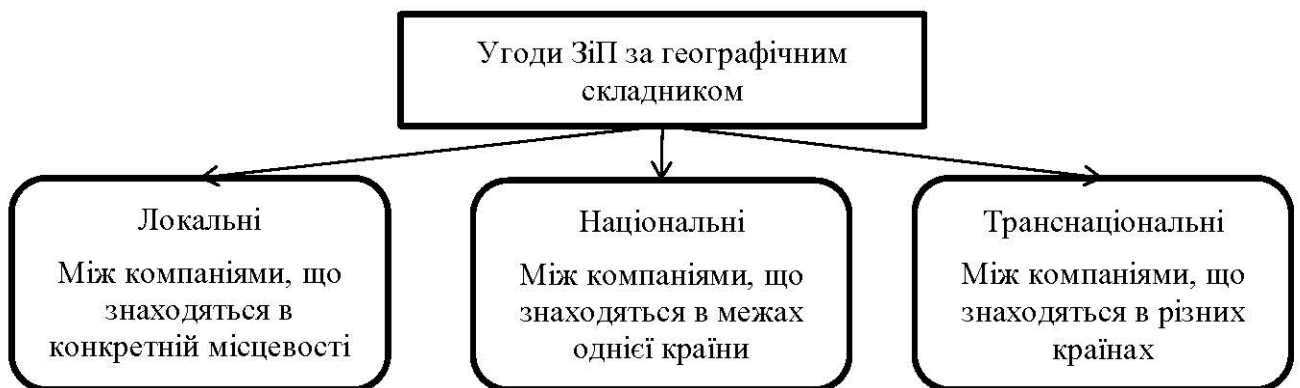 Угоди ЗіП за географічним
складником
Локальні
Між компаніями, що
знаходяться в
конкретній місцевості
Національні
Між компаніями, що
знаходяться в межах
однієї країни
Транснаціональні
Між компаніями, що
знаходяться в різних
країнах